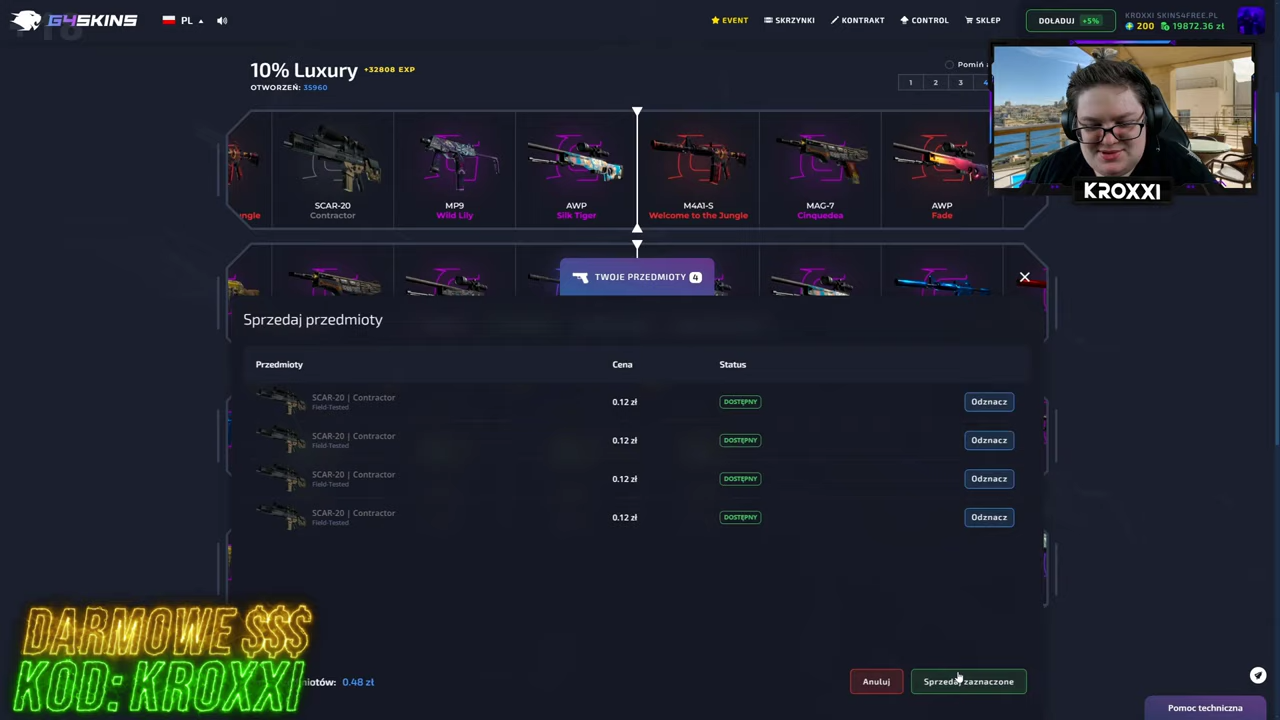 G4SKINS
PL
EVENT
SKRZYNKI
KONTRAKT
CONTROL
SKLEP
DOŁADUJ +5%
KROXXI SKINS4FREE.PL
200 19872.36 zł
10% Luxury +32808 EXP
OTWORZEŃ: 35960
Pomiń
1 2 3 4
KROXXI
SCAR-20
Contractor
MP9
Wild Lily
AWP
Silk Tiger
M4A1-S
Welcome to the Jungle
MAG-7
Cinquedea
AWP
Fade
TWOJE PRZEDMIOTY 4
Sprzedaj przedmioty
Przedmioty Cena Status
SCAR-20 | Contractor
Field-Tested
0.12 zł DOSTĘPNY Odznacz
SCAR-20 | Contractor
Field-Tested
0.12 zł DOSTĘPNY Odznacz
SCAR-20 | Contractor
Field-Tested
0.12 zł DOSTĘPNY Odznacz
SCAR-20 | Contractor
Field-Tested
0.12 zł DOSTĘPNY Odznacz
DARMOWE $$$
KOD: KROXXI
0.48 zł
Anuluj
Sprzedaj zaznaczone
Pomoc techniczna